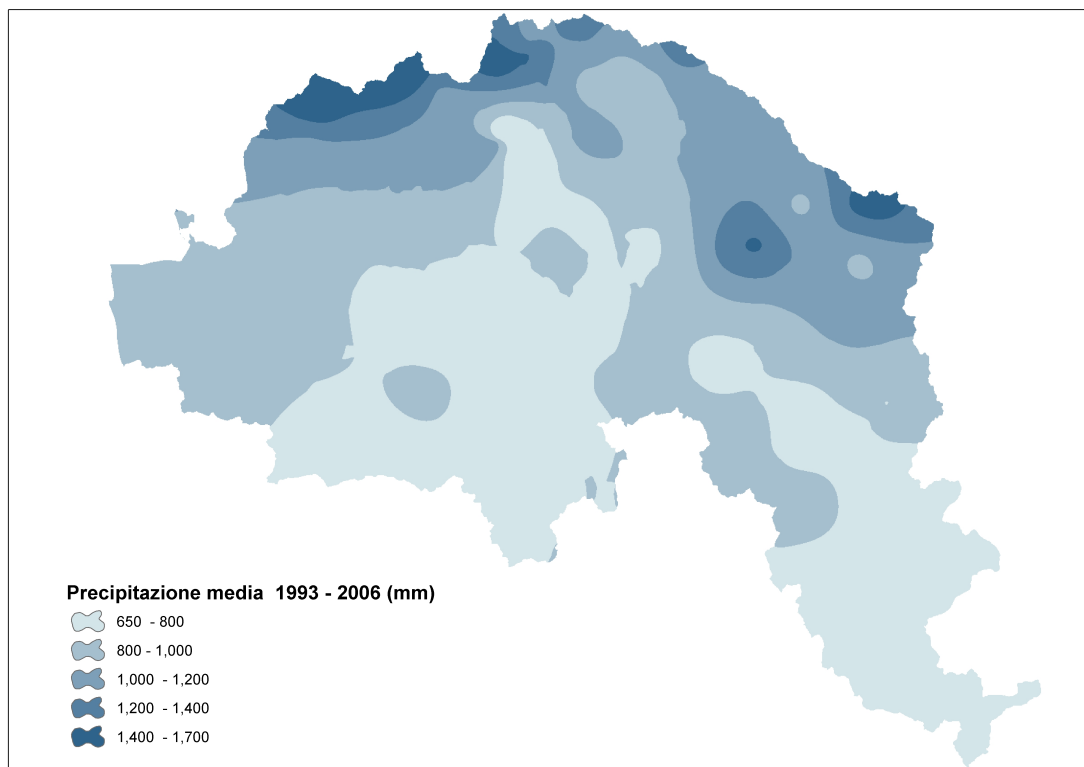 Precipitazione media 1993 - 2006 (mm)
650 - 800
800 - 1,000
1,000 - 1,200
1,200 - 1,400
1,400 - 1,700